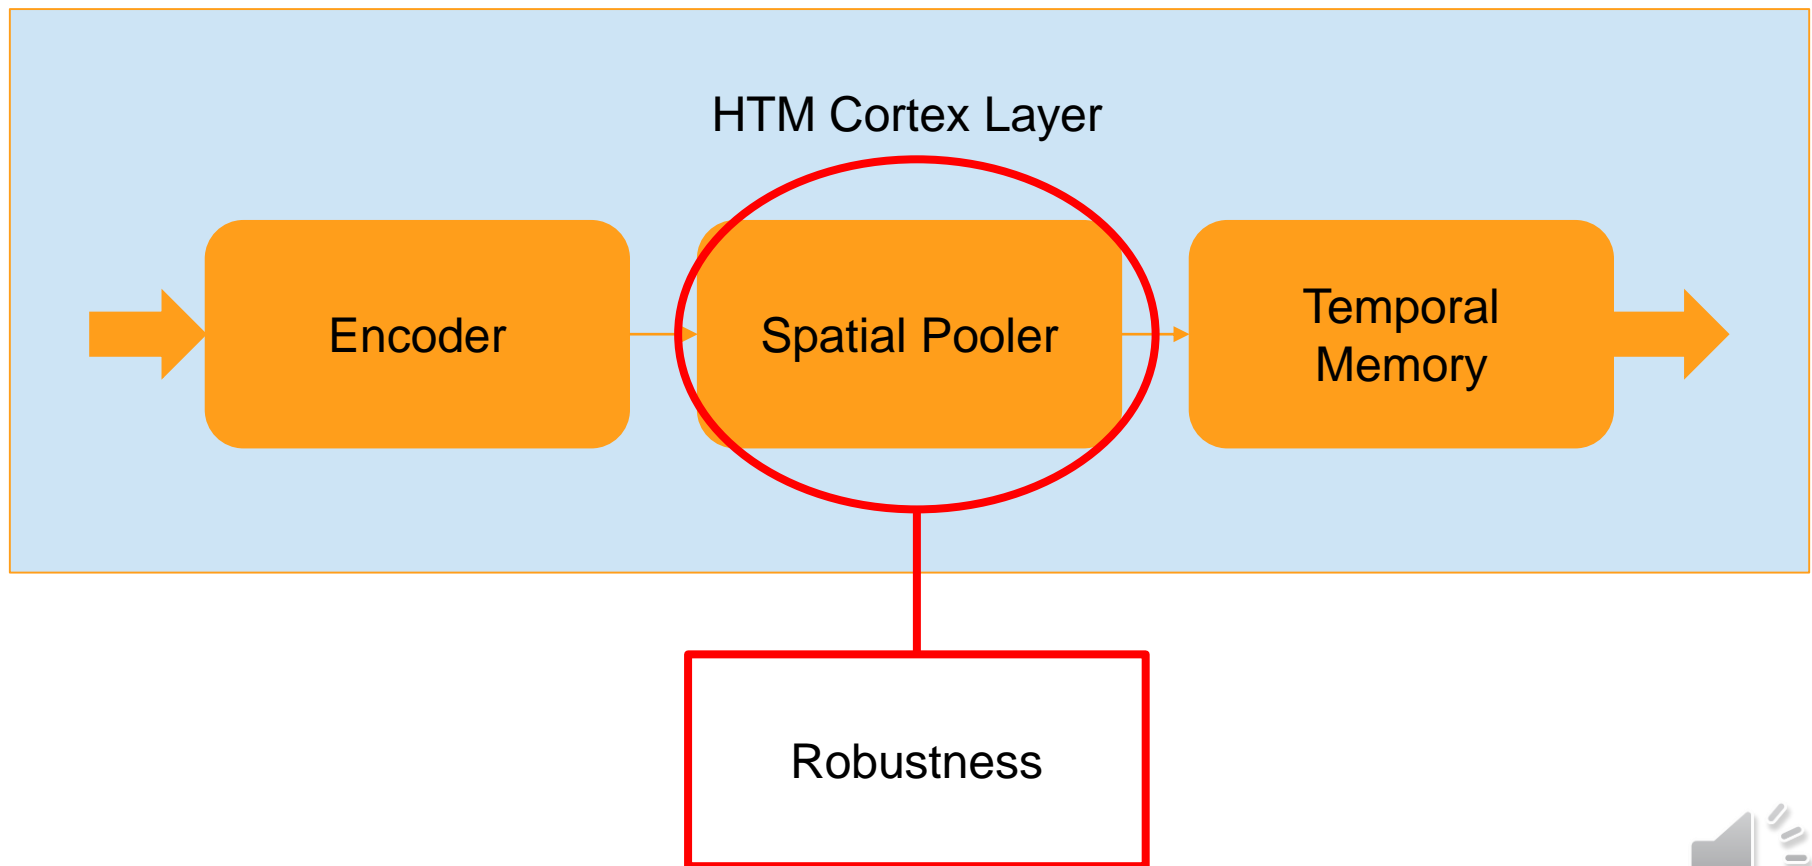 HTM Cortex Layer
Encoder
Spatial Pooler
Temporal
Memory
Robustness